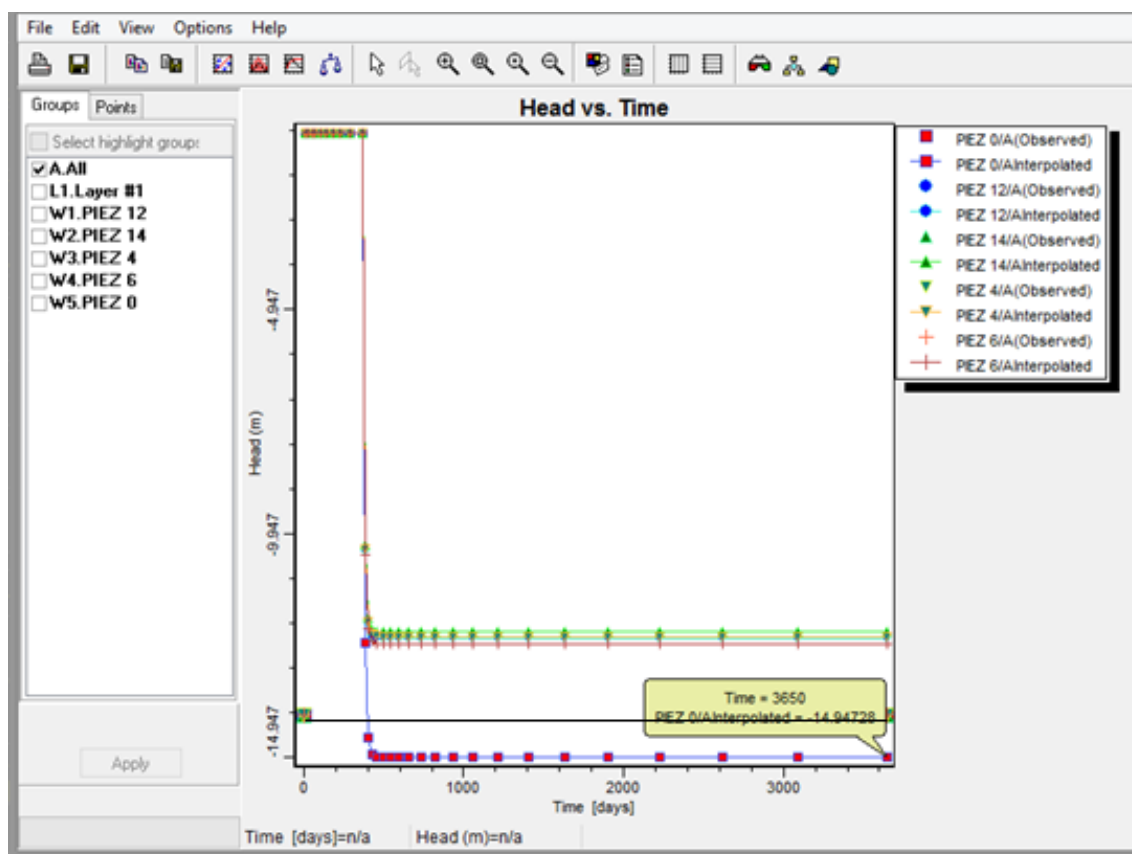 File Edit View Options Help
Groups Points
Select highlight groups
A.All
L1.Layer #1
W1.PIEZ 12
W2.PIEZ 14
W3.PIEZ 4
W4.PIEZ 6
W5.PIEZ 0
Apply
Head vs. Time
Head (m)
-4.947
-9.947
-14.947
0 1000 2000 3000
Time [days]
Time = 3650
PIEZ 0/AInterpolated = -14.94728
PIEZ 0/A(Observed)
PIEZ 0/AInterpolated
PIEZ 12/A(Observed)
PIEZ 12/AInterpolated
PIEZ 14/A(Observed)
PIEZ 14/AInterpolated
PIEZ 4/A(Observed)
PIEZ 4/AInterpolated
PIEZ 6/A(Observed)
PIEZ 6/AInterpolated
Time [days]=n/a Head (m)=n/a